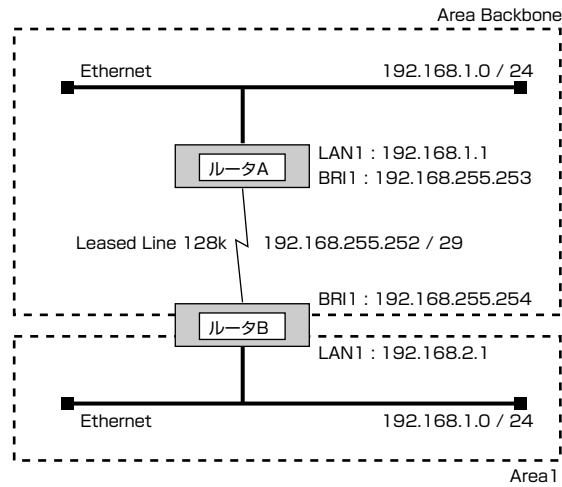 Area Backbone
Ethernet 192.168.1.0 / 24
ルータA
LAN1 : 192.168.1.1
BRI1 : 192.168.255.253
Leased Line 128k 192.168.255.252 / 29
BRI1 : 192.168.255.254
ルータB
LAN1 : 192.168.2.1
Ethernet 192.168.1.0 / 24
Area1